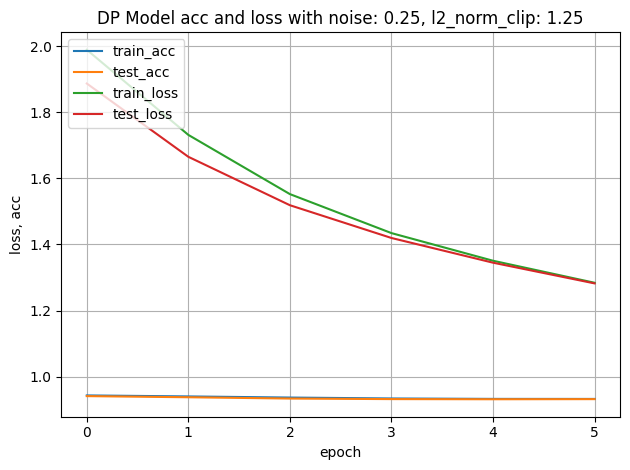 DP Model acc and loss with noise: 0.25, l2_norm_clip: 1.25
2.0
1.8
1.6
1.4
1.2
1.0
loss, acc
train_acc
test_acc
train_loss
test_loss
0 1 2 3 4 5
epoch